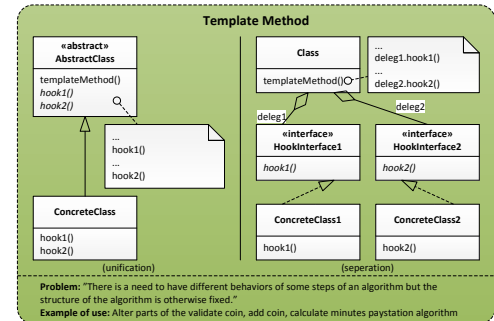 Template Method
«abstract»
AbstractClass
templateMethod()
hook1()
hook2()
...
hook1()
...
hook2()
ConcreteClass
hook1()
hook2()
(unification)
Class
templateMethod()
...
deleg1.hook1()
...
deleg2.hook2()
deleg1
deleg2
«interface»
HookInterface1
hook1()
«interface»
HookInterface2
hook2()
ConcreteClass1
hook1()
ConcreteClass2
hook2()
(seperation)
Problem: ”There is a need to have different behaviors of some steps of an algorithm but the
structure of the algorithm is otherwise fixed.”
Example of use: Alter parts of the validate coin, add coin, calculate minutes paystation algorithm